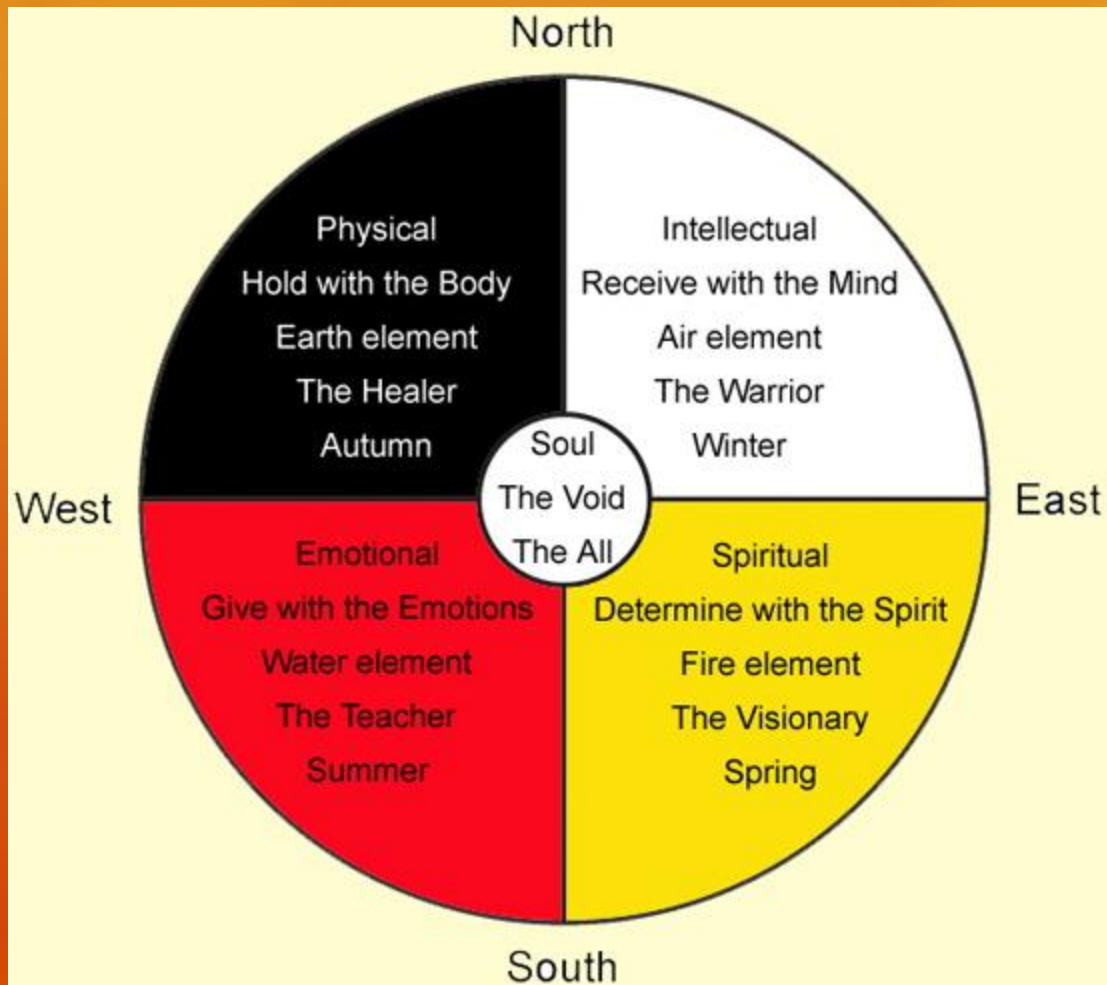 North
Physical
Hold with the Body
Earth element
The Healer
Autumn
Intellectual
Receive with the Mind
Air element
The Warrior
Winter
Soul
The Void
The All
West
East
Emotional
Give with the Emotions
Water element
The Teacher
Summer
Spiritual
Determine with the Spirit
Fire element
The Visionary
Spring
South